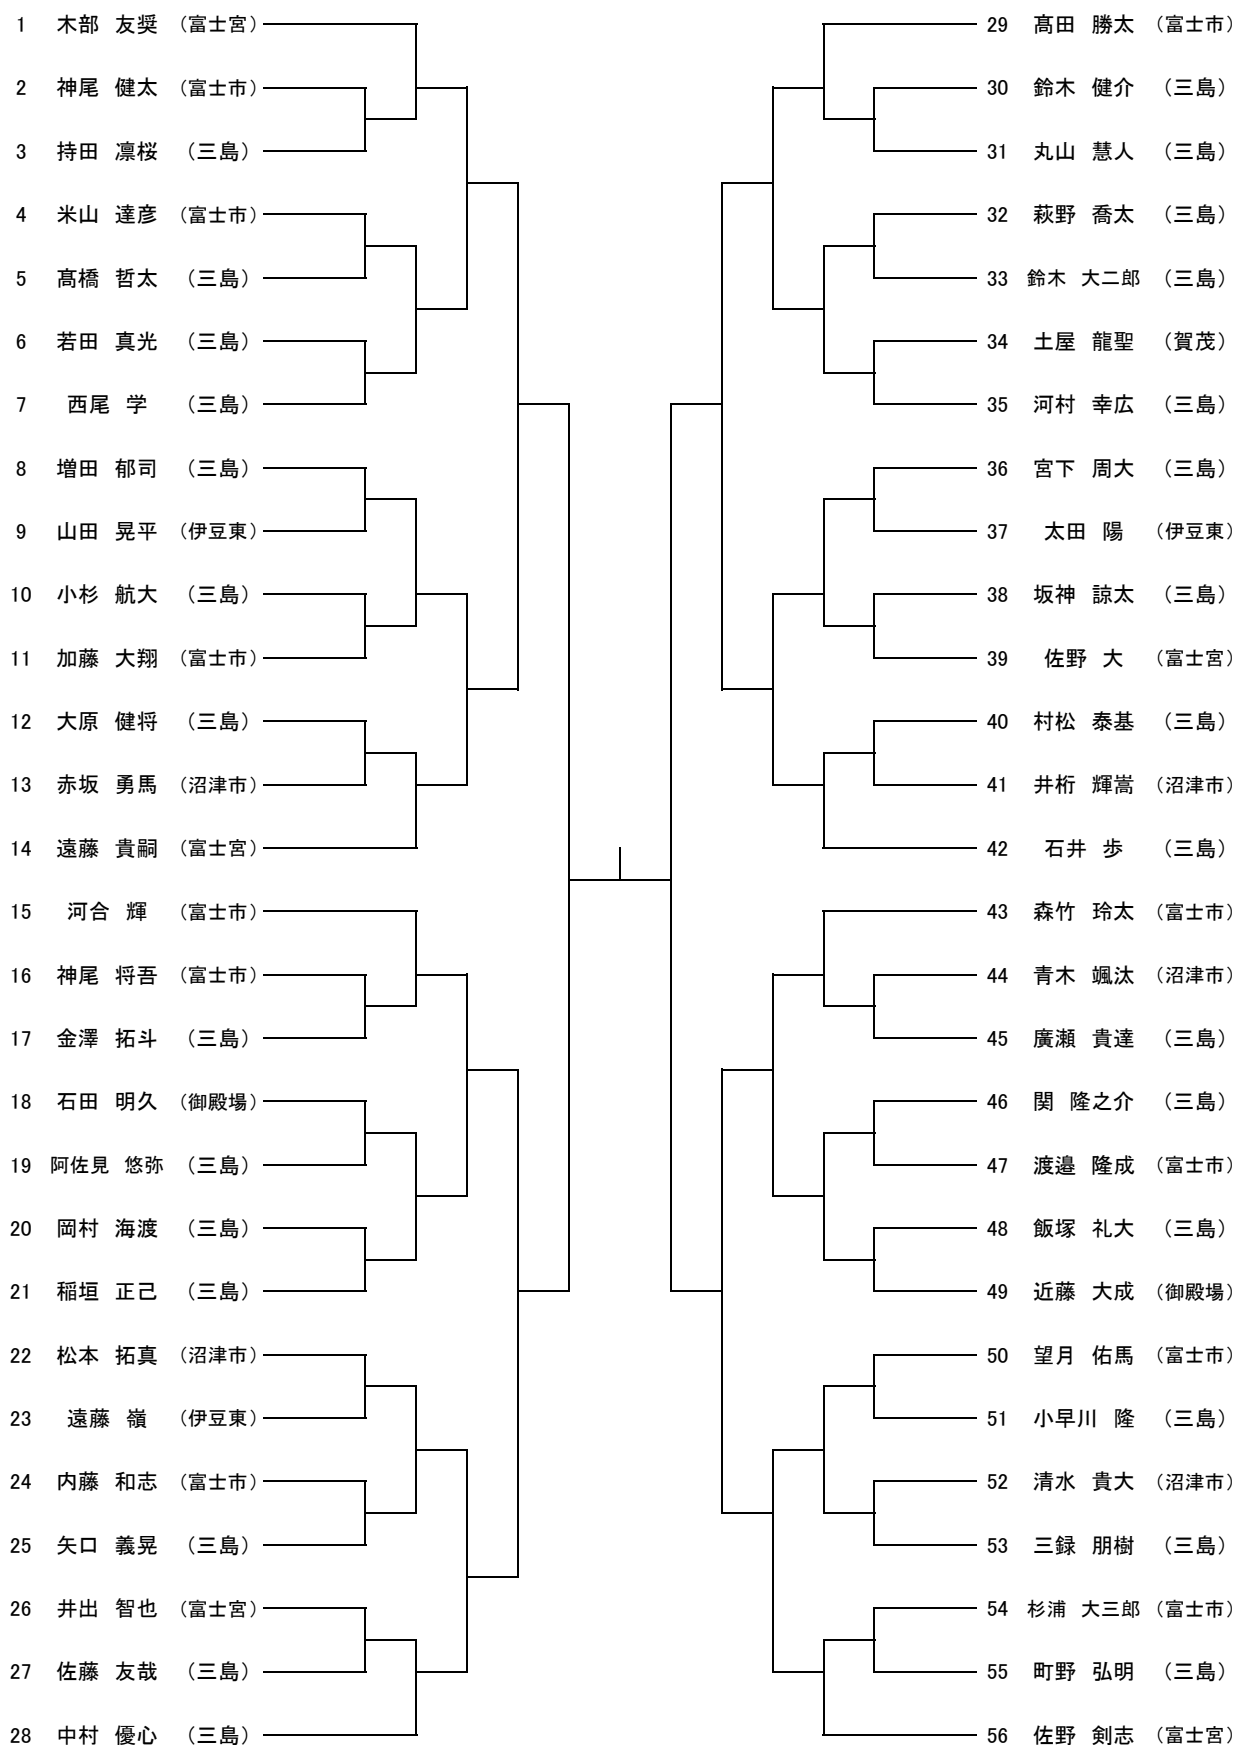 1 木部 友奨 （富士宮）
2 神尾 健太 （富士市）
3 持田 凛桜 （三島）
4 米山 達彦 （富士市）
5 髙橋 哲太 （三島）
6 若田 真光 （三島）
7 西尾 学 （三島）
8 増田 郁司 （三島）
9 山田 晃平 （伊豆東）
10 小杉 航大 （三島）
11 加藤 大翔 （富士市）
12 大原 健将 （三島）
13 赤坂 勇馬 （沼津市）
14 遠藤 貴嗣 （富士宮）
15 河合 輝 （富士市）
16 神尾 将吾 （富士市）
17 金澤 拓斗 （三島）
18 石田 明久 （御殿場）
19 阿佐見 悠弥 （三島）
20 岡村 海渡 （三島）
21 稲垣 正己 （三島）
22 松本 拓真 （沼津市）
23 遠藤 嶺 （伊豆東）
24 内藤 和志 （富士市）
25 矢口 義晃 （三島）
26 井出 智也 （富士宮）
27 佐藤 友哉 （三島）
28 中村 優心 （三島）
29 髙田 勝太 （富士市）
30 鈴木 健介 （三島）
31 丸山 慧人 （三島）
32 萩野 喬太 （三島）
33 鈴木 大二郎 （三島）
34 土屋 龍聖 （賀茂）
35 河村 幸広 （三島）
36 宮下 周大 （三島）
37 太田 陽 （伊豆東）
38 坂神 諒太 （三島）
39 佐野 大 （富士宮）
40 村松 泰基 （三島）
41 井桁 輝嵩 （沼津市）
42 石井 歩 （三島）
43 森竹 玲太 （富士市）
44 青木 颯汰 （沼津市）
45 廣瀬 貴達 （三島）
46 関 隆之介 （三島）
47 渡邉 隆成 （富士市）
48 飯塚 礼大 （三島）
49 近藤 大成 （御殿場）
50 望月 佑馬 （富士市）
51 小早川 隆 （三島）
52 清水 貴大 （沼津市）
53 三録 朋樹 （三島）
54 杉浦 大三郎 （富士市）
55 町野 弘明 （三島）
56 佐野 剣志 （富士宮）